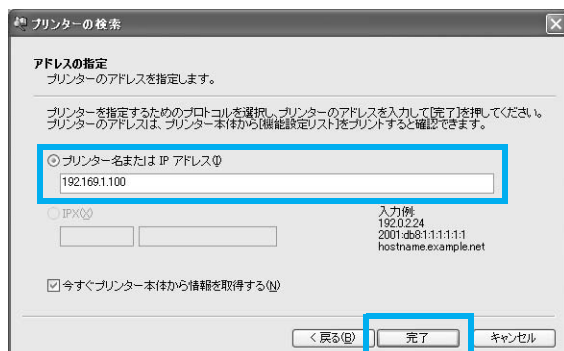 プリンターの検索
アドレスの指定
プリンターのアドレスを指定します。
プリンターを指定するためのプロトコルを選択し、プリンターのアドレスを入力して[完了]を押してください。
プリンターのアドレスは、プリンター本体から[機能設定リスト]をプリントすると確認できます。
プリンター名または IP アドレス(I)
192.169.1.100
IPX(X)
入力例:
192.0.2.24
2001:db8:1:1:1:1:1:1
hostname.example.net
今すぐプリンター本体から情報を取得する(N)
< 戻る(B)
完了
キャンセル